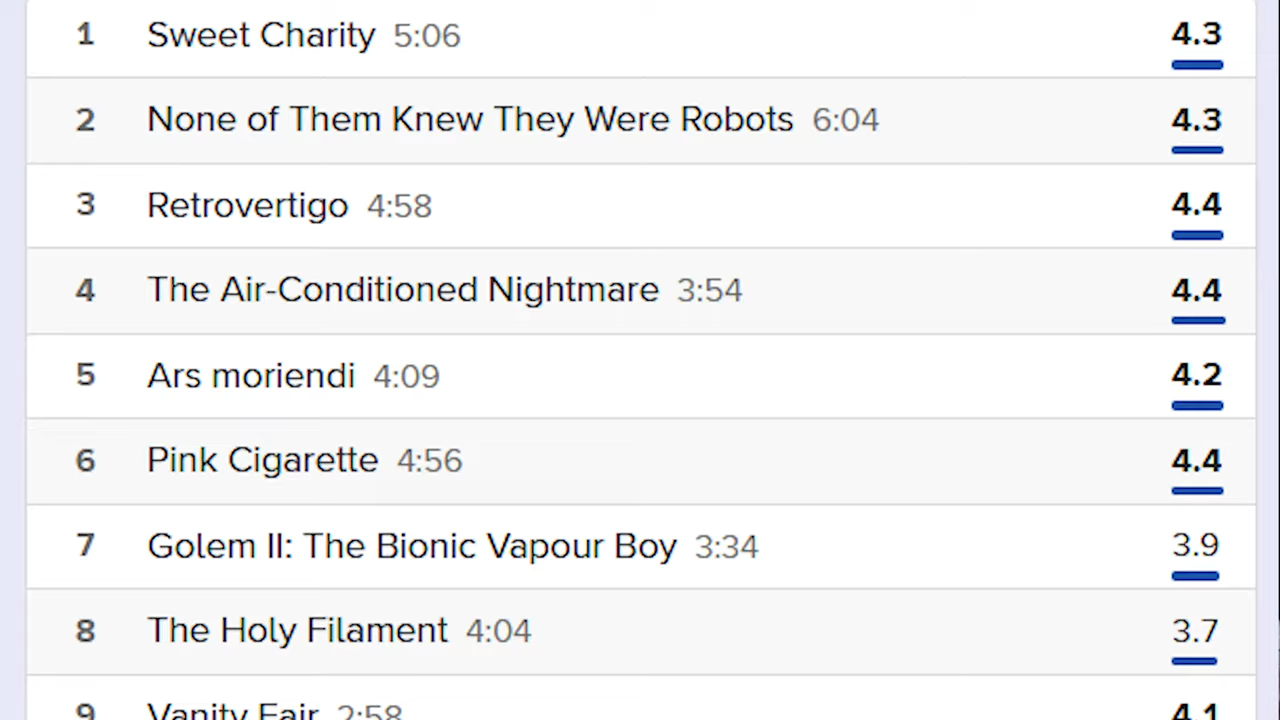 1 Sweet Charity 5:06 4.3
2 None of Them Knew They Were Robots 6:04 4.3
3 Retrovertigo 4:58 4.4
4 The Air-Conditioned Nightmare 3:54 4.4
5 Ars moriendi 4:09 4.2
6 Pink Cigarette 4:56 4.4
7 Golem II: The Bionic Vapour Boy 3:34 3.9
8 The Holy Filament 4:04 3.7
9 Vanity Fair 2:58 4.1